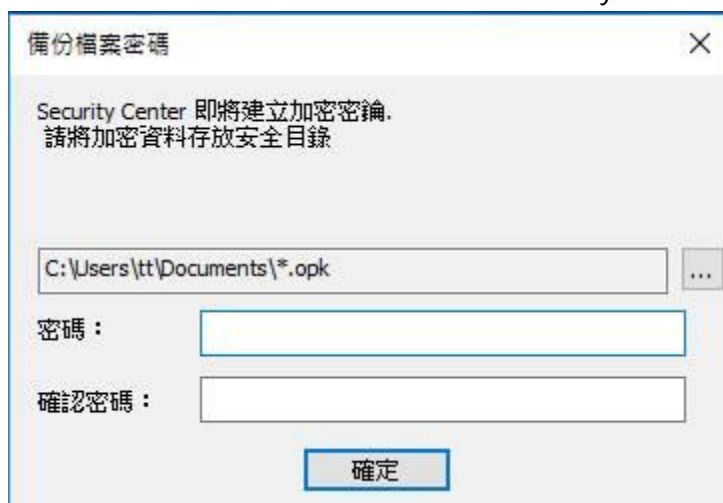 備份檔案密碼
Security Center 即將建立加密密鑰.
請將加密資料存放安全目錄
C:\Users\tt\Documents\*.opk
...
密碼：
確認密碼：
確定